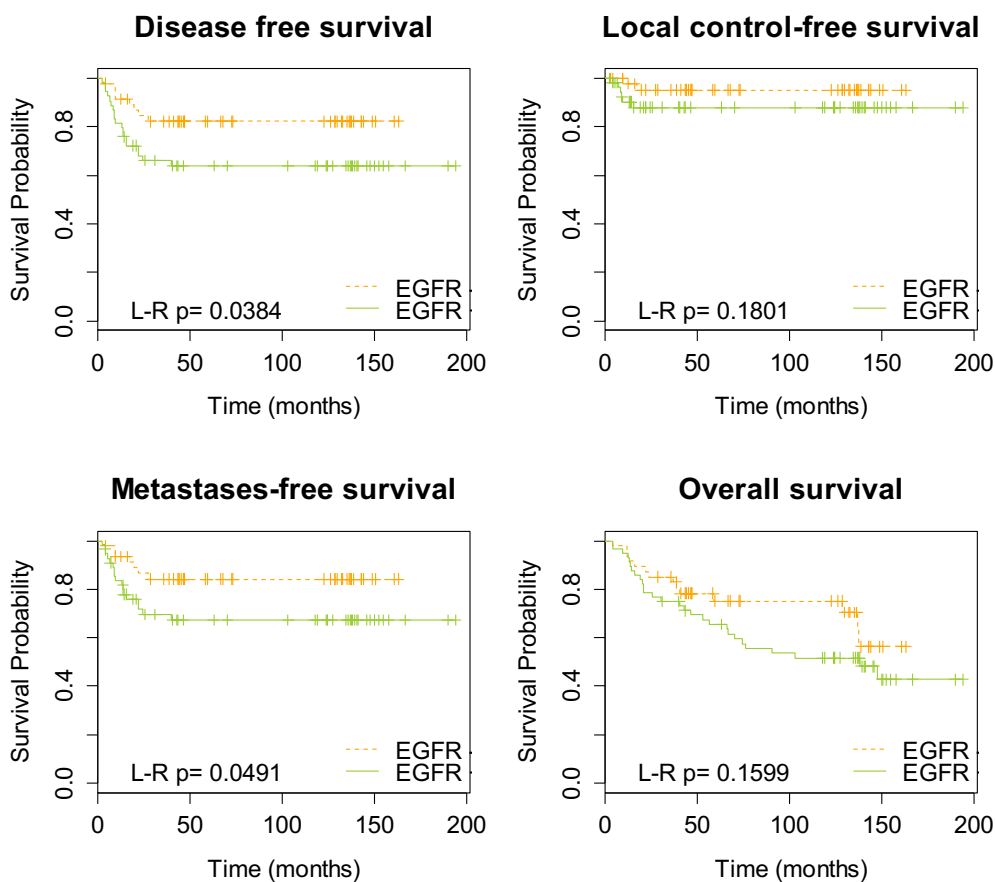 Disease free survival
Survival Probability
0.0 0.4 0.8
EGFR
EGFR
L-R p= 0.0384
0 50 100 150 200
Time (months)
Local control-free survival
Survival Probability
0.0 0.4 0.8
EGFR
EGFR
L-R p= 0.1801
0 50 100 150 200
Time (months)
Metastases-free survival
Survival Probability
0.0 0.4 0.8
EGFR
EGFR
L-R p= 0.0491
0 50 100 150 200
Time (months)
Overall survival
Survival Probability
0.0 0.4 0.8
EGFR
EGFR
L-R p= 0.1599
0 50 100 150 200
Time (months)